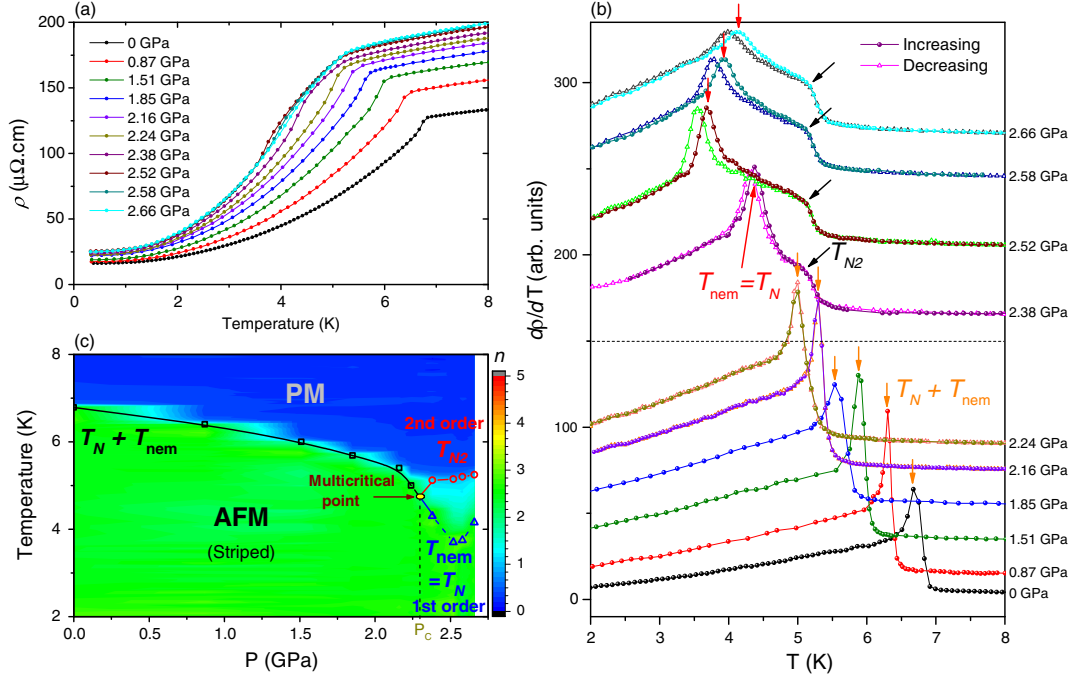 (a)
200
150
100
50
0
ρ (μΩ.cm)
0 GPa
0.87 GPa
1.51 GPa
1.85 GPa
2.16 GPa
2.24 GPa
2.38 GPa
2.52 GPa
2.58 GPa
2.66 GPa
0 2 4 6 8
Temperature (K)
(b)
Increasing
Decreasing
300
200
100
0
dρ/dT (arb. units)
2.66 GPa
2.58 GPa
2.52 GPa
T_N2
T_nem = T_N
2.38 GPa
T_N + T_nem
2.24 GPa
2.16 GPa
1.85 GPa
1.51 GPa
0.87 GPa
0 GPa
2 3 4 5 6 7 8
T (K)
(c)
8
6
4
2
Temperature (K)
PM
T_N + T_nem
2nd order
T_N2
Multicritical
point
AFM
(Striped)
T_nem
= T_N
1st order
P_C
0.0 0.5 1.0 1.5 2.0 2.5
P (GPa)
n
5
4
3
2
1
0